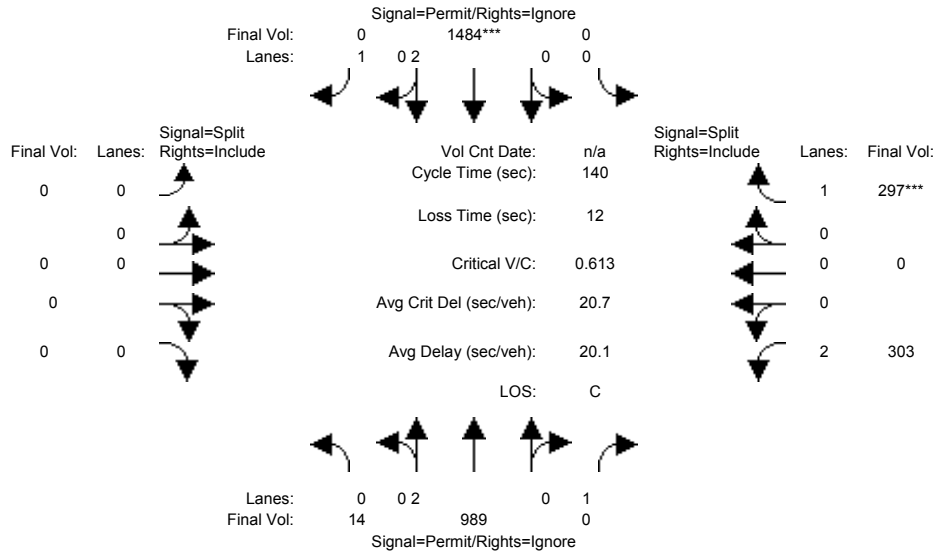 Signal=Permit/Rights=Ignore
Final Vol: 0 1484*** 0
Lanes: 1 0 2 0 0
Signal=Split Signal=Split
Final Vol: Lanes: Rights=Include Vol Cnt Date: n/a Rights=Include Lanes: Final Vol:
Cycle Time (sec): 140
0 0 1 297***
Loss Time (sec): 12
0 0
0 0 Critical V/C: 0.613 0 0
0 Avg Crit Del (sec/veh): 20.7 0
0 0 Avg Delay (sec/veh): 20.1 2 303
LOS: C
Lanes: 0 0 2 0 1
Final Vol: 14 989 0
Signal=Permit/Rights=Ignore